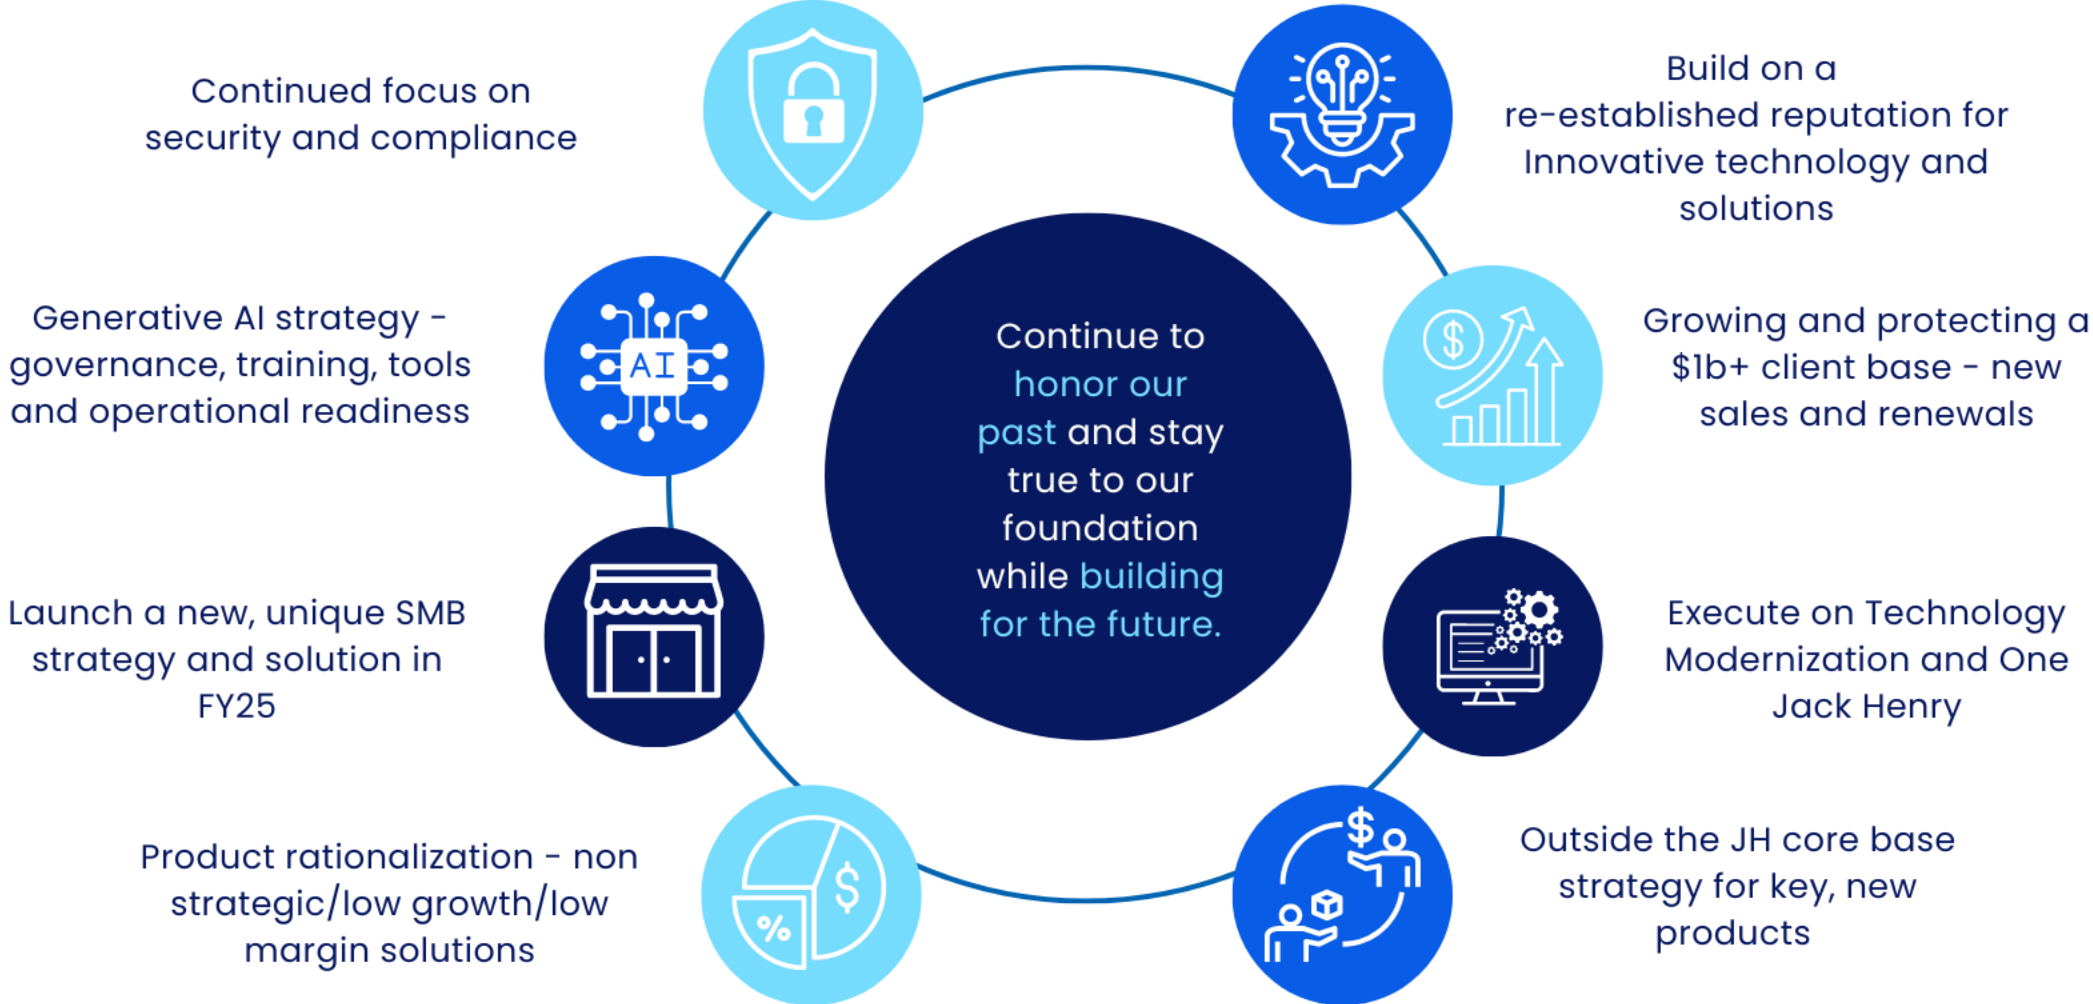 Continued focus on
security and compliance
Build on a
re-established reputation for
Innovative technology and
solutions
Generative AI strategy -
governance, training, tools
and operational readiness
AI
Growing and protecting a
$1b+ client base - new
sales and renewals
$
Continue to
honor our
past and stay
true to our
foundation
while building
for the future.
Launch a new, unique SMB
strategy and solution in
FY25
Execute on Technology
Modernization and One
Jack Henry
Product rationalization - non
strategic/low growth/low
margin solutions
$
%
Outside the JH core base
strategy for key, new
products
$